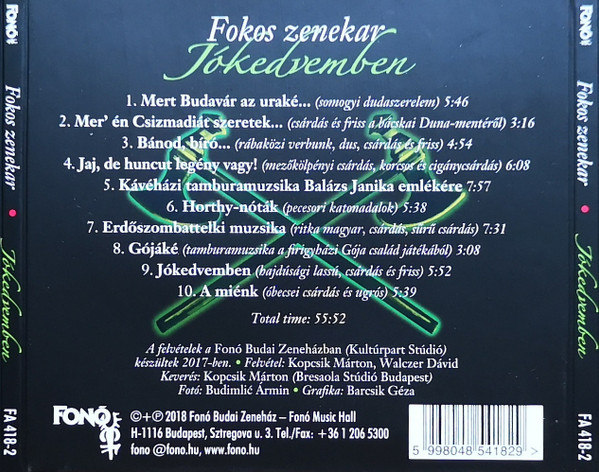 Fokos zenekar
Jókedvemben
1. Mert Budavár az uraké... (somogyi dudaszerelem) 5:46
2. Mer' én Csizmadiát szeretek... (csárdás és friss a bácskai Duna-mentéről) 3:16
3. Bánod, bíró... (rábaközi verbunk, dus, csárdás és friss) 4:54
4. Jaj, de huncut legény vagy! (mezőkölpényi csárdás, korcsos és cigánycsárdás) 6:08
5. Kávéházi tamburamuzsika Balázs Janika emlékére 7:57
6. Horthy-nóták (pecesori katonadalok) 5:38
7. Erdőszombattelki muzsika (ritka magyar, csárdás, sűrű csárdás) 7:31
8. Gójáké (tamburamuzsika a firigyházi Gója család játékából) 3:08
9. Jókedvemben (hajdúsági lassú, csárdás és friss) 5:52
10. A miénk (óbecsei csárdás és ugrós) 5:39
Total time: 55:52
A felvételek a Fonó Budai Zeneházban (Kultúrpart Stúdió)
készültek 2017-ben. • Felvétel: Kopcsik Márton, Walczer Dávid
Keverés: Kopcsik Márton (Bresaola Stúdió Budapest)
Fotó: Budimlić Ármin • Grafika: Barcsik Géza
FONÓ
©+℗ 2018 Fonó Budai Zeneház – Fonó Music Hall
H-1116 Budapest, Sztregova u. 3. Tel./Fax: +36 1 206 5300
fono @fono.hu, www.fono.hu
5 998048 541829 >
FONÓ
Fokos zenekar • Jókedvemben
FA 418-2
FONÓ
Fokos zenekar • Jókedvemben
FA 418-2